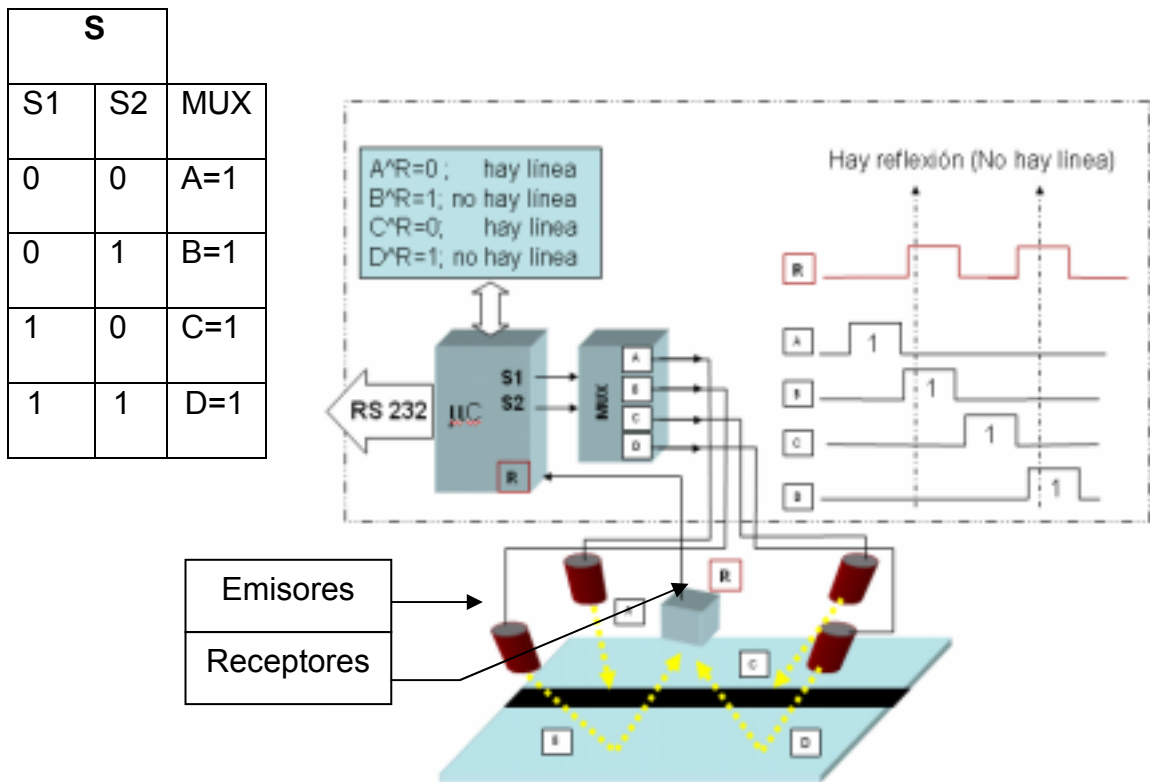 S
S1 S2 MUX
0 0 A=1
0 1 B=1
1 0 C=1
1 1 D=1
A^R=0 ; hay línea
B^R=1; no hay línea
C^R=0; hay línea
D^R=1; no hay línea
Hay reflexión (No hay línea)
R
A 1
B 1
C 1
1
RS 232
µC
S1
S2
R
MUX
A
B
C
D
Emisores
Receptores
R
A
C
B
D